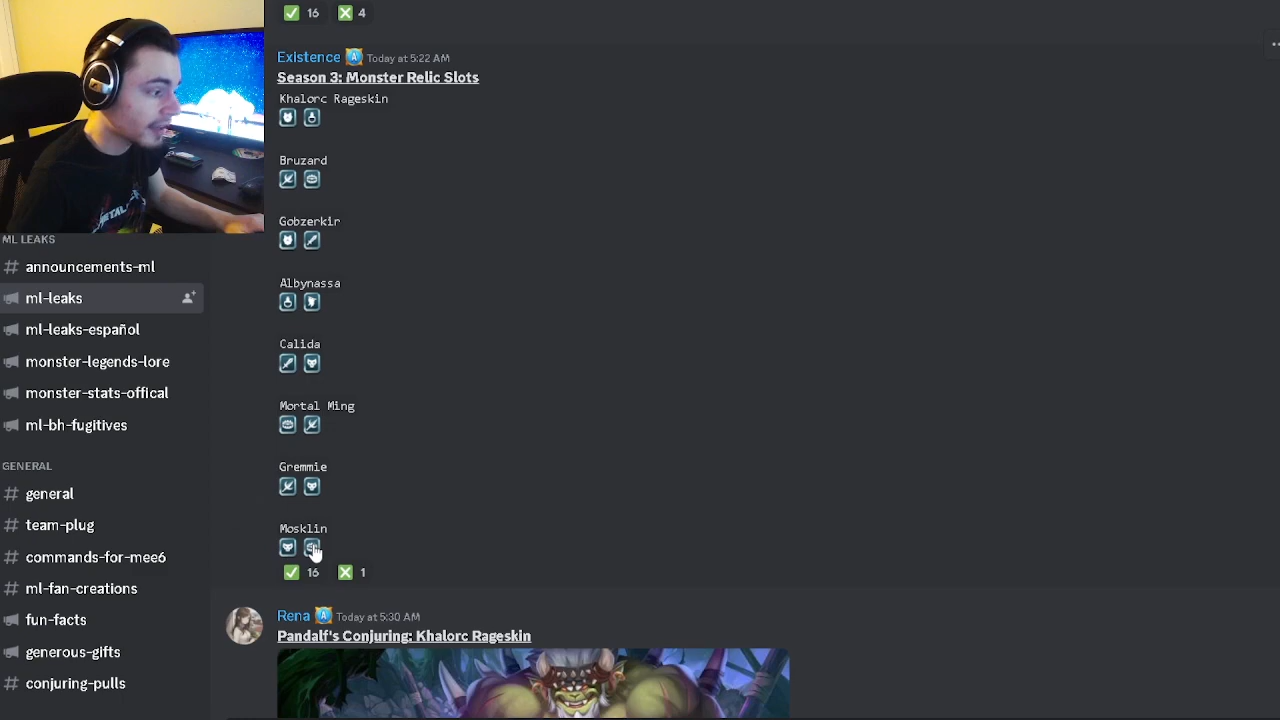 ✅ 16 ❎ 4
Existence Today at 5:22 AM
Season 3: Monster Relic Slots
Khalorc Rageskin
Bruzard
Gobzerkir
Albynassa
Calida
Mortal Ming
Gremmie
Mosklin
✅ 16 ❎ 1
Rena Today at 5:30 AM
Pandalf's Conjuring: Khalorc Rageskin
METAL
ML LEAKS
# announcements-ml
ml-leaks
ml-leaks-español
monster-legends-lore
monster-stats-offical
ml-bh-fugitives
GENERAL
# general
# team-plug
# commands-for-mee6
# ml-fan-creations
fun-facts
generous-gifts
# conjuring-pulls